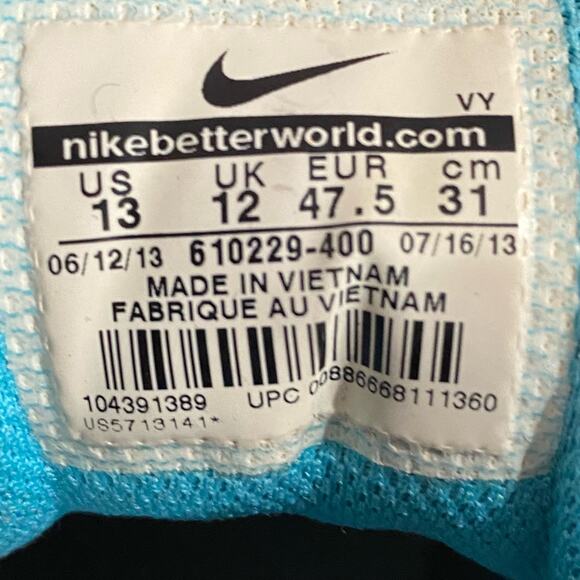 VY
nikebetterworld.com
US UK EUR cm
13 12 47.5 31
06/12/13 610229-400 07/16/13
MADE IN VIETNAM
FABRIQUE AU VIETNAM
104391389 UPC 00886668111360
US5713141*